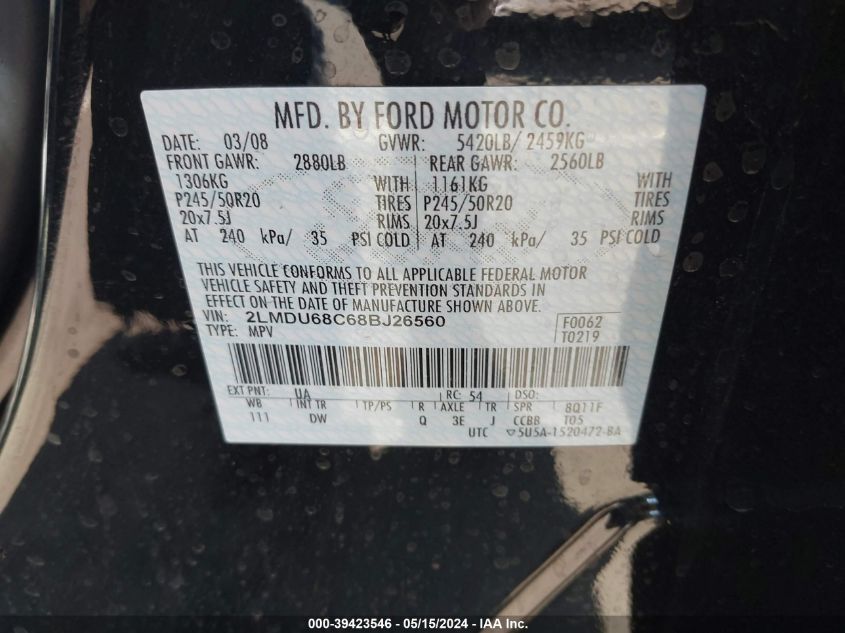 MFD. BY FORD MOTOR CO.
DATE: 03/08 GVWR: 5420LB/ 2459KG
FRONT GAWR: 2880LB REAR GAWR: 2560LB
1306KG WITH 1161KG WITH
P245/50R20 TIRES P245/50R20 TIRES
20x7.5J RIMS 20x7.5J RIMS
AT 240 kPa/ 35 PSI COLD AT 240 kPa/ 35 PSI COLD
THIS VEHICLE CONFORMS TO ALL APPLICABLE FEDERAL MOTOR
VEHICLE SAFETY AND THEFT PREVENTION STANDARDS IN
EFFECT ON THE DATE OF MANUFACTURE SHOWN ABOVE.
VIN: 2LMDU68C68BJ26560 F0062
TYPE: MPV T0219
EXT PNT: UA RC: 54 DSO:
WB INT TR TP/PS R AXLE TR SPR 8Q11F
111 DW Q 3E J CCBB T05
UTC ▽5U5A-1520472-BA
000-39423546 - 05/15/2024 - IAA Inc.